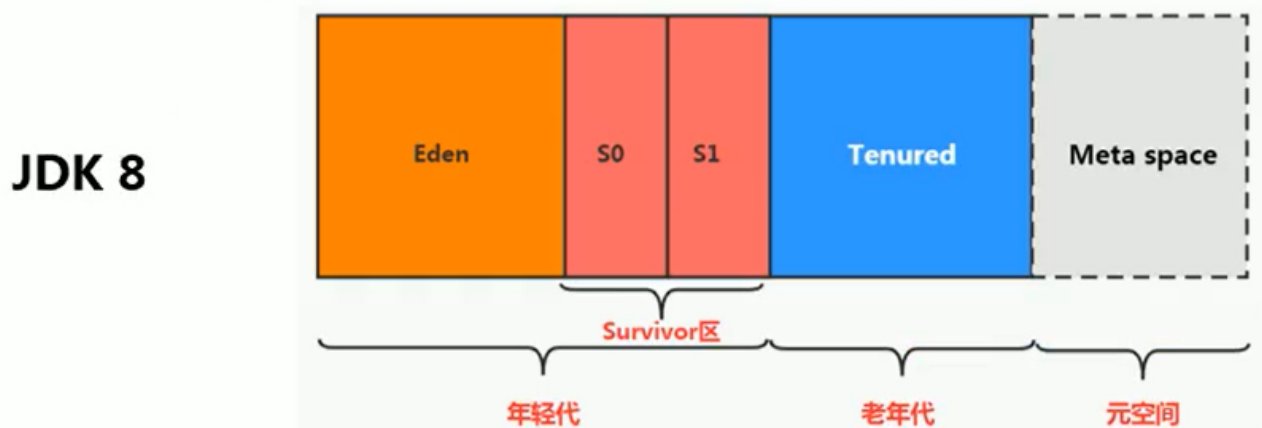 JDK 8
Eden
S0
S1
Tenured
Meta space
Survivor区
年轻代
老年代
元空间